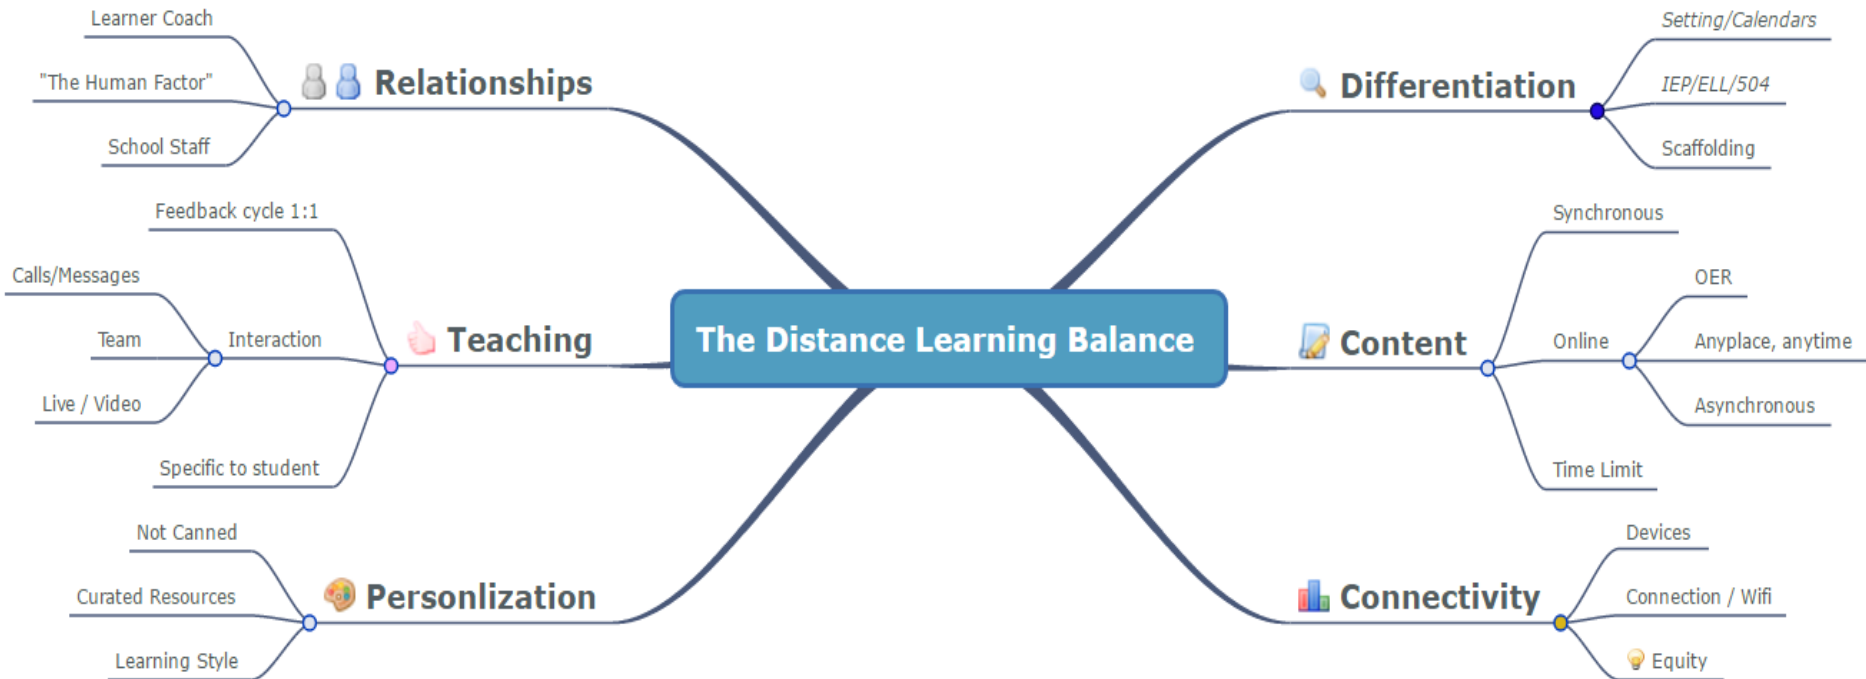 Learner Coach
"The Human Factor"
School Staff
Relationships
Feedback cycle 1:1
Calls/Messages
Team
Live / Video
Interaction
Specific to student
Teaching
Not Canned
Curated Resources
Learning Style
Personlization
The Distance Learning Balance
Differentiation
Setting/Calendars
IEP/ELL/504
Scaffolding
Content
Synchronous
Online
OER
Anyplace, anytime
Asynchronous
Time Limit
Connectivity
Devices
Connection / Wifi
Equity